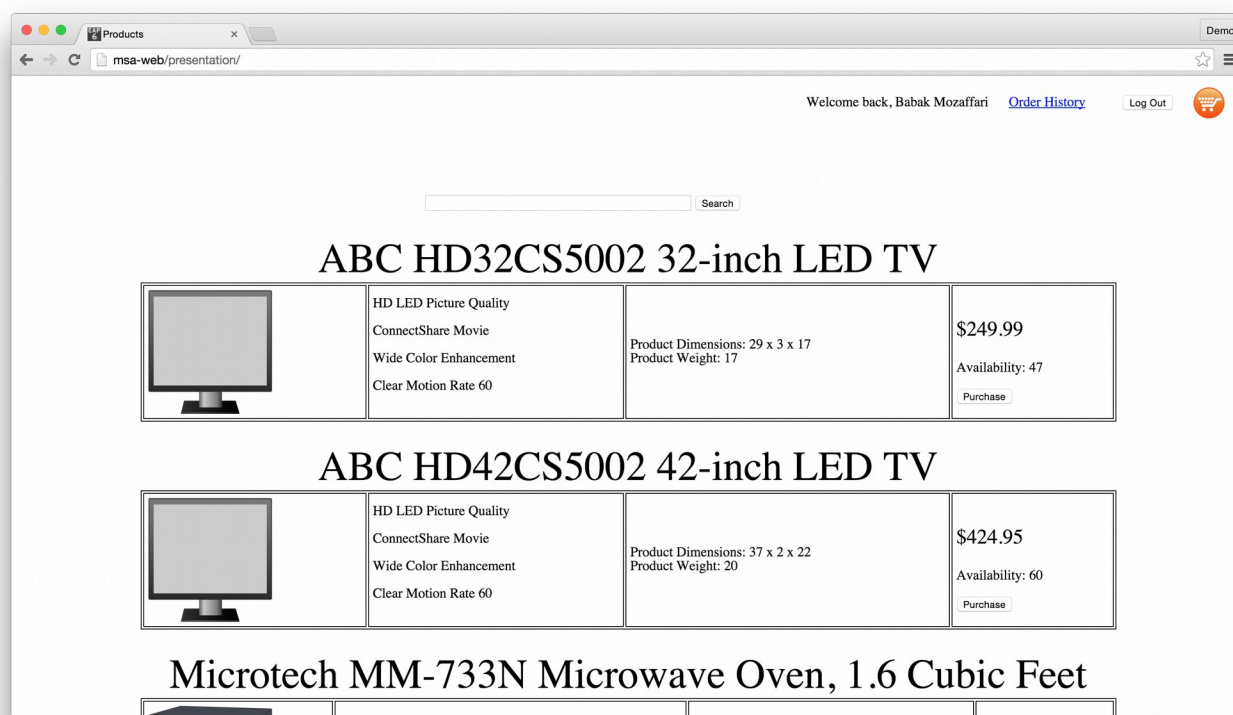 Products
Demo
msa-web/presentation/
Welcome back, Babak Mozaffari Order History Log Out
Search
ABC HD32CS5002 32-inch LED TV
HD LED Picture Quality
ConnectShare Movie
Wide Color Enhancement
Clear Motion Rate 60
Product Dimensions: 29 x 3 x 17
Product Weight: 17
$249.99
Availability: 47
Purchase
ABC HD42CS5002 42-inch LED TV
HD LED Picture Quality
ConnectShare Movie
Wide Color Enhancement
Clear Motion Rate 60
Product Dimensions: 37 x 2 x 22
Product Weight: 20
$424.95
Availability: 60
Purchase
Microtech MM-733N Microwave Oven, 1.6 Cubic Feet